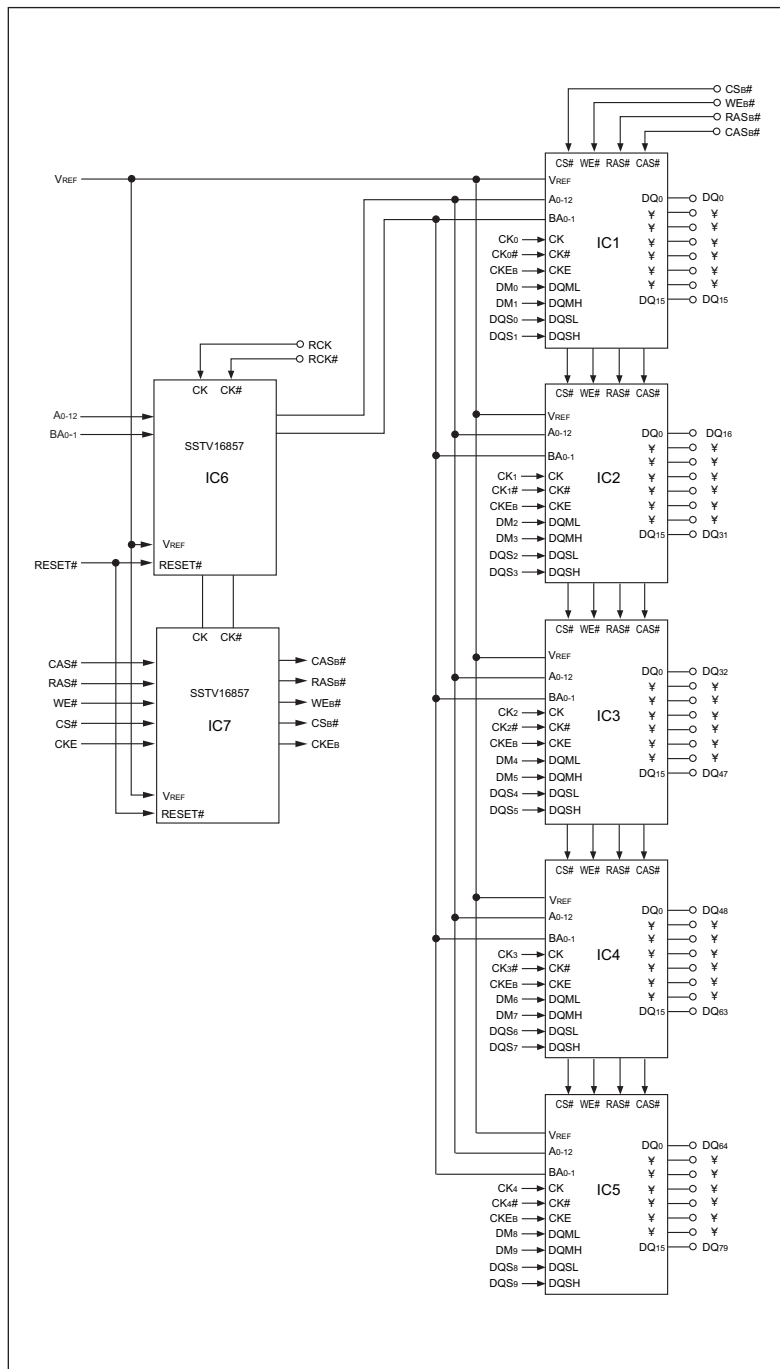 CSB#
WEB#
RASB#
CASB#
CS# WE# RAS# CAS#
VREF
VREF
A0-12
BA0-1
CK0 CK
CK0# CK#
CKEB CKE
DM0 DQML
DM1 DQMH
DQS0 DQSL
DQS1 DQSH
IC1
DQ0 DQ0
¥ ¥
¥ ¥
¥ ¥
¥ ¥
¥ ¥
¥ ¥
DQ15 DQ15
RCK
RCK#
CK CK#
A0-12
BA0-1
SSTV16857
IC6
VREF
RESET# RESET#
CS# WE# RAS# CAS#
VREF
A0-12
BA0-1
CK1 CK
CK1# CK#
CKEB CKE
DM2 DQML
DM3 DQMH
DQS2 DQSL
DQS3 DQSH
IC2
DQ0 DQ16
¥ ¥
¥ ¥
¥ ¥
¥ ¥
¥ ¥
¥ ¥
DQ15 DQ31
CK CK#
CAS# CASB#
RAS# RASB#
WE# WEB#
CS# CSB#
CKE CKEB
SSTV16857
IC7
VREF
RESET#
CS# WE# RAS# CAS#
VREF
A0-12
BA0-1
CK2 CK
CK2# CK#
CKEB CKE
DM4 DQML
DM5 DQMH
DQS4 DQSL
DQS5 DQSH
IC3
DQ0 DQ32
¥ ¥
¥ ¥
¥ ¥
¥ ¥
¥ ¥
¥ ¥
DQ15 DQ47
CS# WE# RAS# CAS#
VREF
A0-12
BA0-1
CK3 CK
CK3# CK#
CKEB CKE
DM6 DQML
DM7 DQMH
DQS6 DQSL
DQS7 DQSH
IC4
DQ0 DQ48
¥ ¥
¥ ¥
¥ ¥
¥ ¥
¥ ¥
¥ ¥
DQ15 DQ63
CS# WE# RAS# CAS#
VREF
A0-12
BA0-1
CK4 CK
CK4# CK#
CKEB CKE
DM8 DQML
DM9 DQMH
DQS8 DQSL
DQS9 DQSH
IC5
DQ0 DQ64
¥ ¥
¥ ¥
¥ ¥
¥ ¥
¥ ¥
¥ ¥
DQ15 DQ79